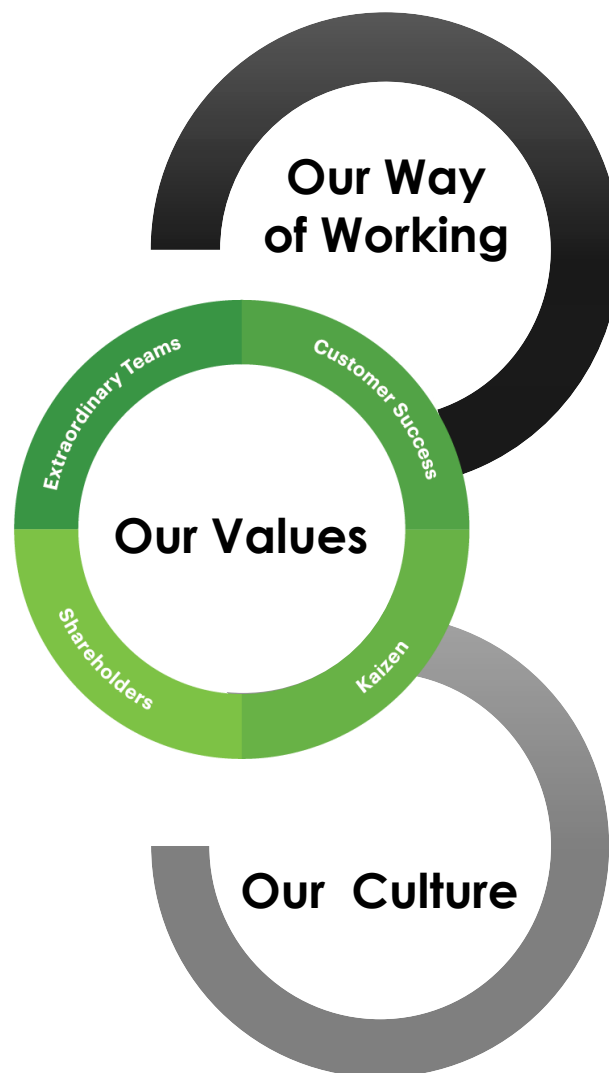 Our Way
of Working
Extraordinary Teams
Customer Success
Our Values
Shareholders
Kaizen
Our Culture